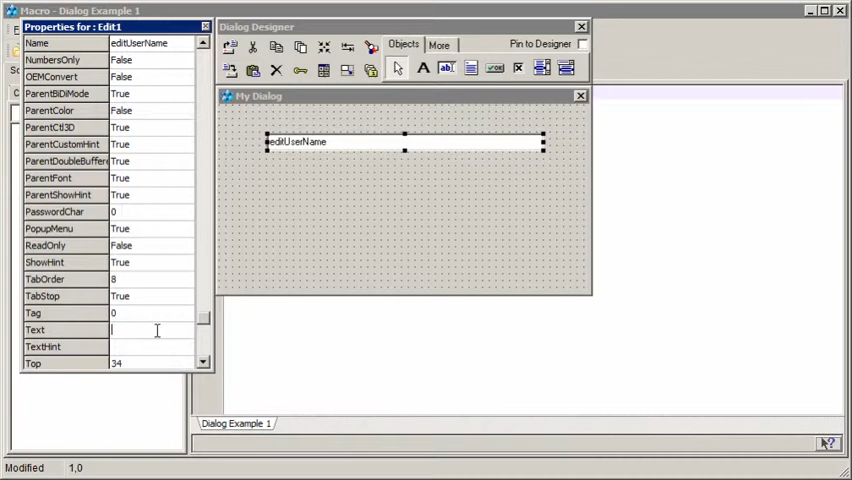 Macro - Dialog Example 1
Properties for : Edit1
Name editUserName
NumbersOnly False
OEMConvert False
ParentBiDiMode True
ParentColor False
ParentCtl3D True
ParentCustomHint True
ParentDoubleBuffere True
ParentFont True
ParentShowHint True
PasswordChar 0
PopupMenu True
ReadOnly False
ShowHint True
TabOrder 8
TabStop True
Tag 0
Text
TextHint
Top 34
Dialog Designer
Objects More Pin to Designer
A ab OK
My Dialog
editUserName
Dialog Example 1
Modified 1,0